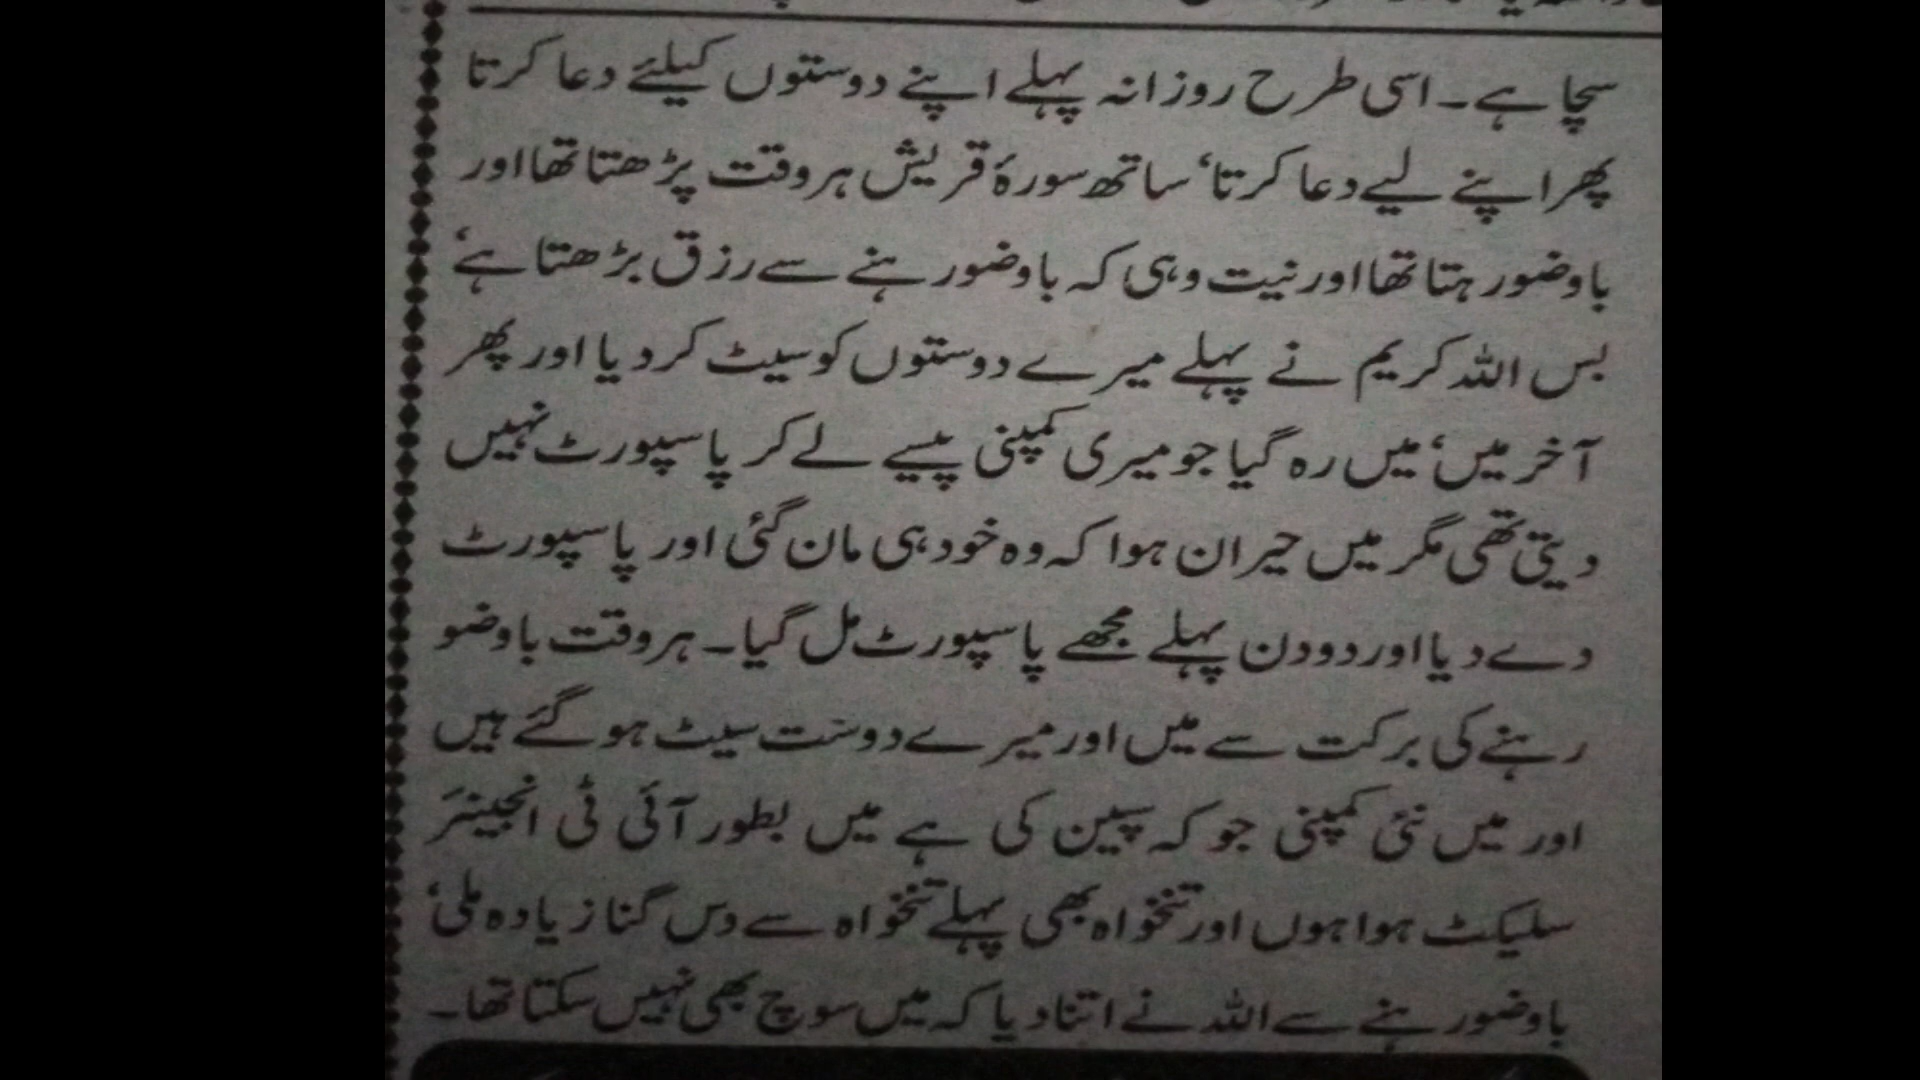 سچا ہے۔ اسی طرح روزانہ پہلے اپنے دوستوں کیلئے دعا کرتا
پھر اپنے لیے دعا کرتا‘ ساتھ سورۂ قریش ہر وقت پڑھتا تھا اور
باوضو رہتا تھا اور نیت وہی کہ باوضو رہنے سے رزق بڑھتا ہے‘
بس اللہ کریم نے پہلے میرے دوستوں کو سیٹ کر دیا اور پھر
آخر میں‘ میں رہ گیا جو میری کمپنی پیسے لے کر پاسپورٹ نہیں
دیتی تھی مگر میں حیران ہوا کہ وہ خود ہی مان گئی اور پاسپورٹ
دے دیا اور دو دن پہلے مجھے پاسپورٹ مل گیا۔ ہر وقت باوضو
رہنے کی برکت سے میں اور میرے دوست سیٹ ہو گئے ہیں
اور میں نئی کمپنی جو کہ سپین کی ہے میں بطور آئی ٹی انجینئر
سلیکٹ ہوا ہوں اور تنخواہ بھی پہلے تنخواہ سے دس گنا زیادہ ملی‘
باوضو رہنے سے اللہ نے اتنا دیا کہ میں سوچ بھی نہیں سکتا تھا۔